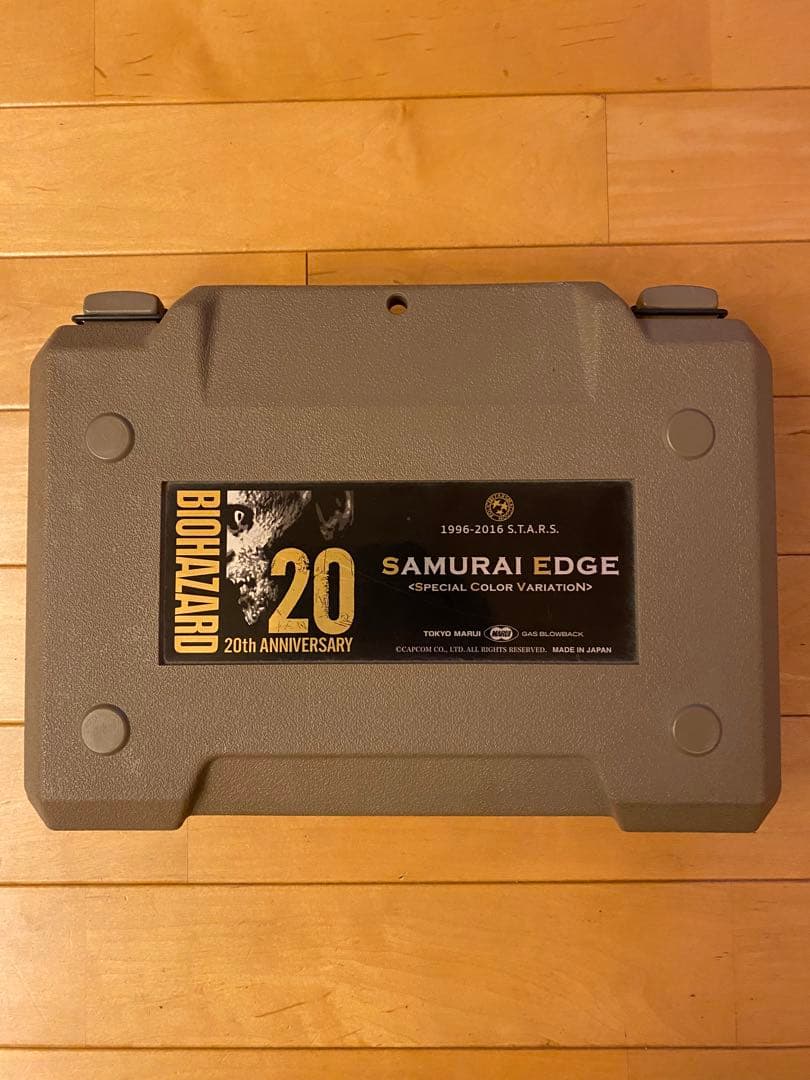 BIOHAZARD
20
20th ANNIVERSARY
1996-2016 S.T.A.R.S.
SAMURAI EDGE
<SPECIAL COLOR VARIATION>
TOKYO MARUI MARUI GAS BLOWBACK
©CAPCOM CO., LTD. ALL RIGHTS RESERVED. MADE IN JAPAN